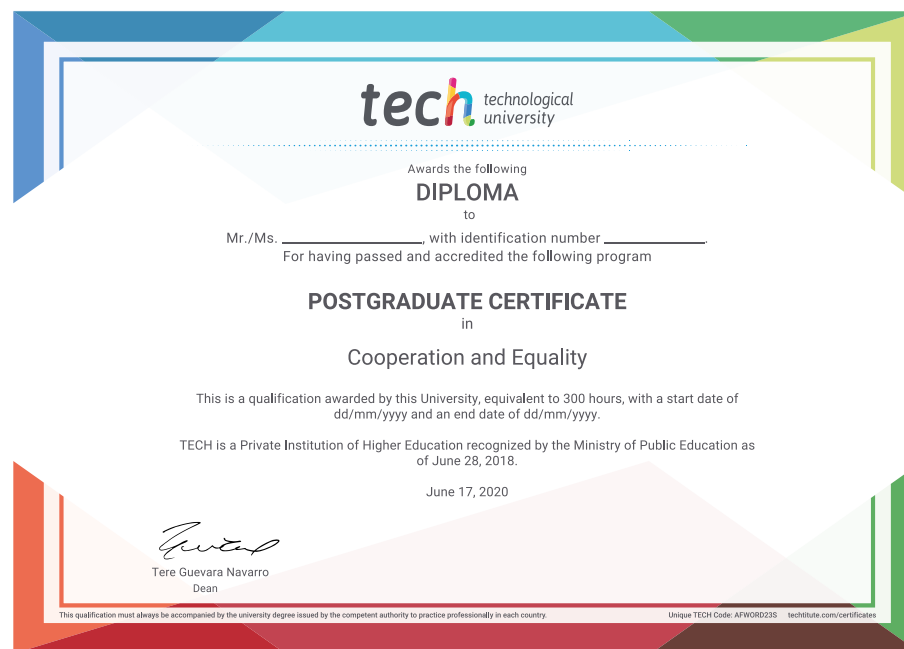 tech technological
university
Awards the following
DIPLOMA
to
Mr./Ms. ____________, with identification number ____________.
For having passed and accredited the following program
POSTGRADUATE CERTIFICATE
in
Cooperation and Equality
This is a qualification awarded by this University, equivalent to 300 hours, with a start date of
dd/mm/yyyy and an end date of dd/mm/yyyy.
TECH is a Private Institution of Higher Education recognized by the Ministry of Public Education as
of June 28, 2018.
June 17, 2020
Tere Guevara Navarro
Dean
This qualification must always be accompanied by the university degree issued by the competent authority to practice professionally in each country. Unique TECH Code: AFWORD23S techtitute.com/certificates